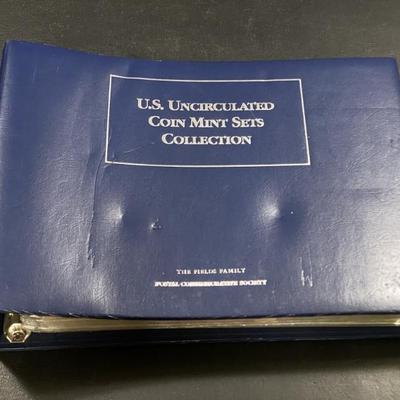 U.S. UNCIRCULATED
COIN MINT SETS
COLLECTION
THE FIELDS FAMILY
POSTAL COMMEMORATIVE SOCIETY